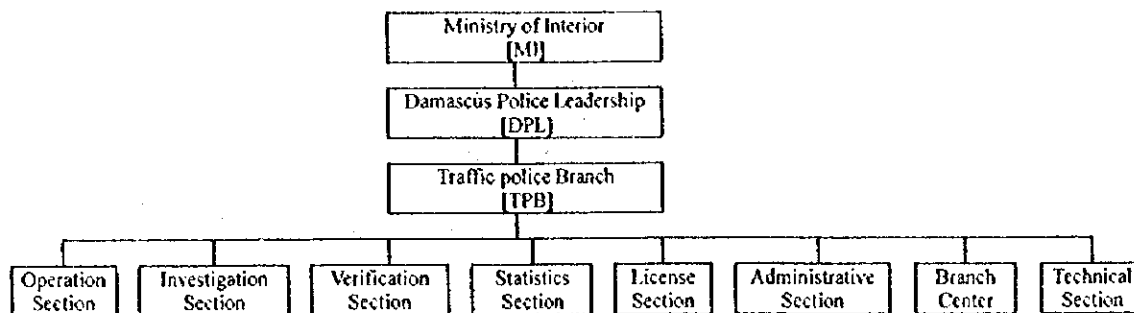 Ministry of Interior
[MI]
Damascus Police Leadership
[DPL]
Traffic police Branch
[TPB]
Operation
Section
Investigation
Section
Verification
Section
Statistics
Section
License
Section
Administrative
Section
Branch
Center
Technical
Section